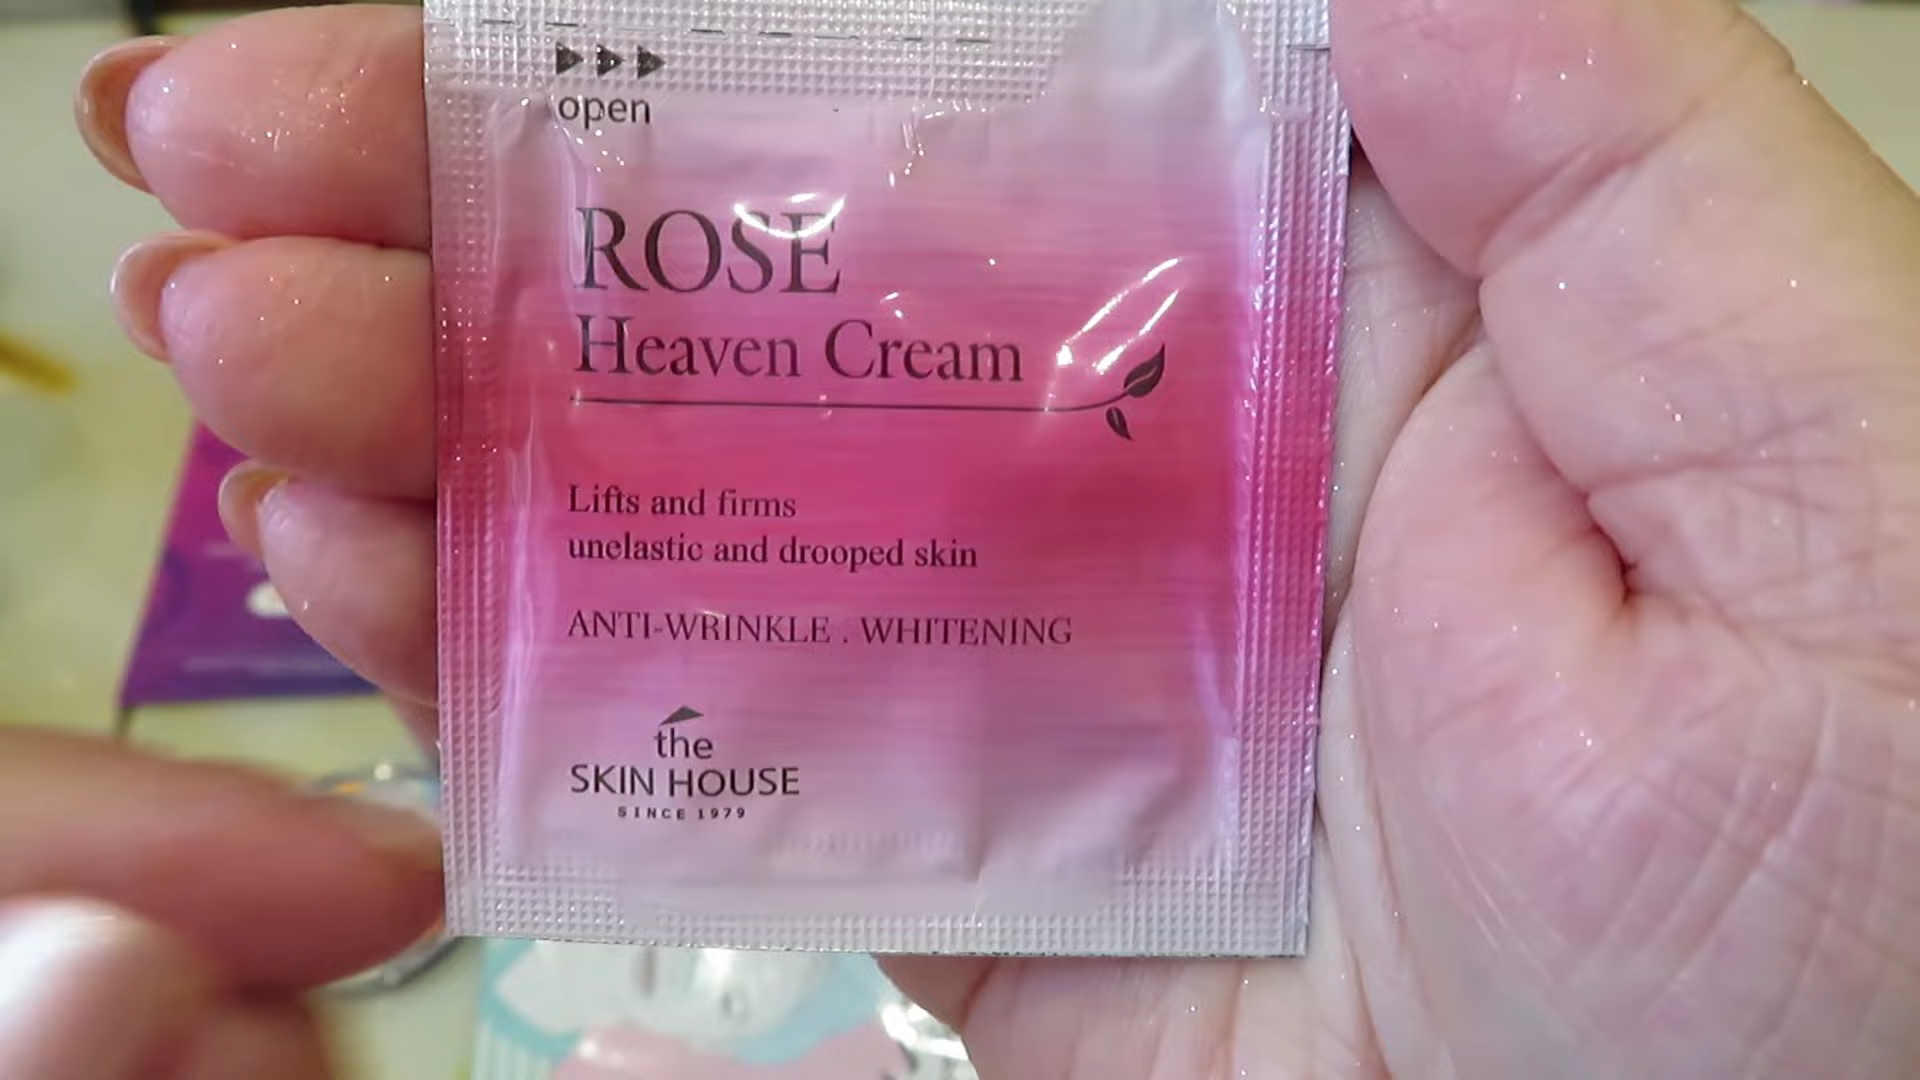 open
ROSE
Heaven Cream
Lifts and firms
unelastic and drooped skin
ANTI-WRINKLE . WHITENING
the
SKIN HOUSE
SINCE 1979